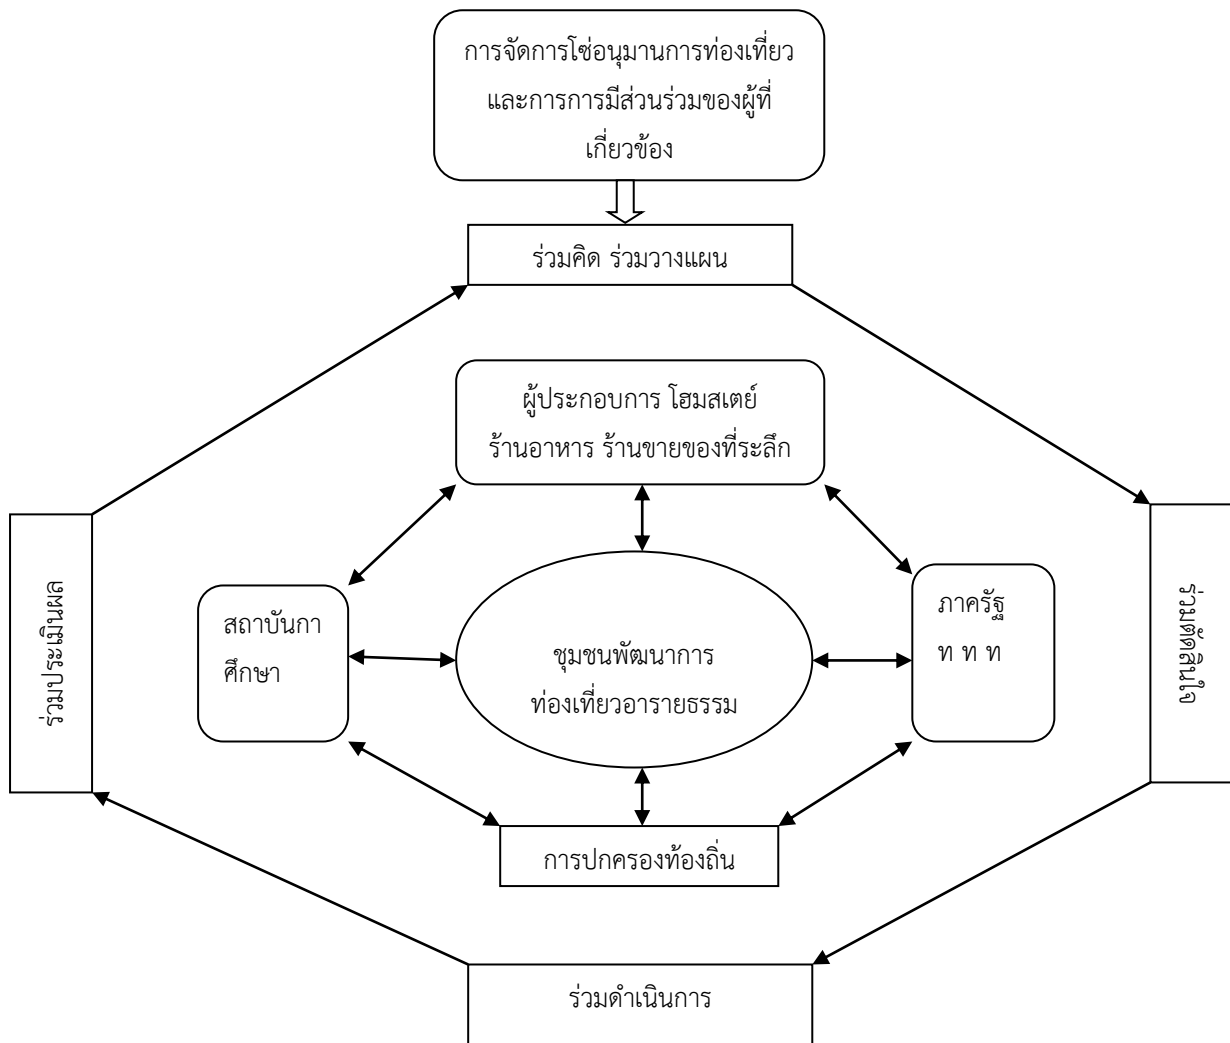 การจัดการโซ่อนุมานการท่องเที่ยว
และการการมีส่วนร่วมของผู้ที่
เกี่ยวข้อง
ร่วมคิด ร่วมวางแผน
ผู้ประกอบการ โฮมสเตย์
ร้านอาหาร ร้านขายของที่ระลึก
ร่วมประเมินผล
สถาบันกา
ศึกษา
ชุมชนพัฒนาการ
ท่องเที่ยวอารายธรรม
ภาครัฐ
ท ท ท
ร่วมตัดสินใจ
การปกครองท้องถิ่น
ร่วมดำเนินการ